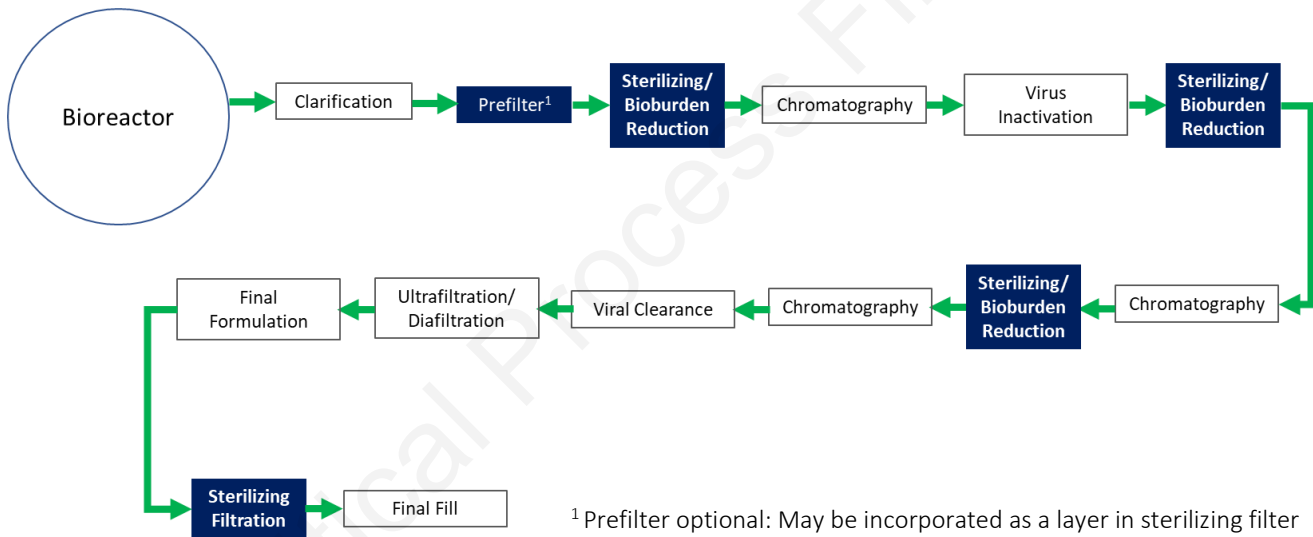 Bioreactor
Clarification
Prefilter¹
Sterilizing/
Bioburden
Reduction
Chromatography
Virus
Inactivation
Sterilizing/
Bioburden
Reduction
Chromatography
Sterilizing/
Bioburden
Reduction
Chromatography
Viral Clearance
Ultrafiltration/
Diafiltration
Final
Formulation
Sterilizing
Filtration
Final Fill
¹ Prefilter optional: May be incorporated as a layer in sterilizing filter
Process